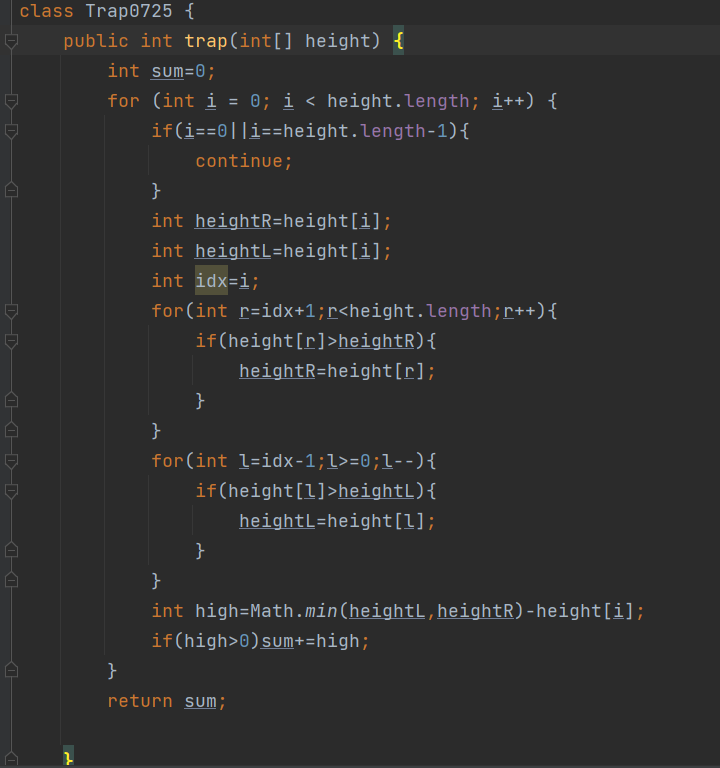 class Trap0725 {
    public int trap(int[] height) {
        int sum=0;
        for (int i = 0; i < height.length; i++) {
            if(i==0||i==height.length-1){
                continue;
            }
            int heightR=height[i];
            int heightL=height[i];
            int idx=i;
            for(int r=idx+1;r<height.length;r++){
                if(height[r]>heightR){
                    heightR=height[r];
                }
            }
            for(int l=idx-1;l>=0;l--){
                if(height[l]>heightL){
                    heightL=height[l];
                }
            }
            int high=Math.min(heightL,heightR)-height[i];
            if(high>0)sum+=high;
        }
        return sum;

    }